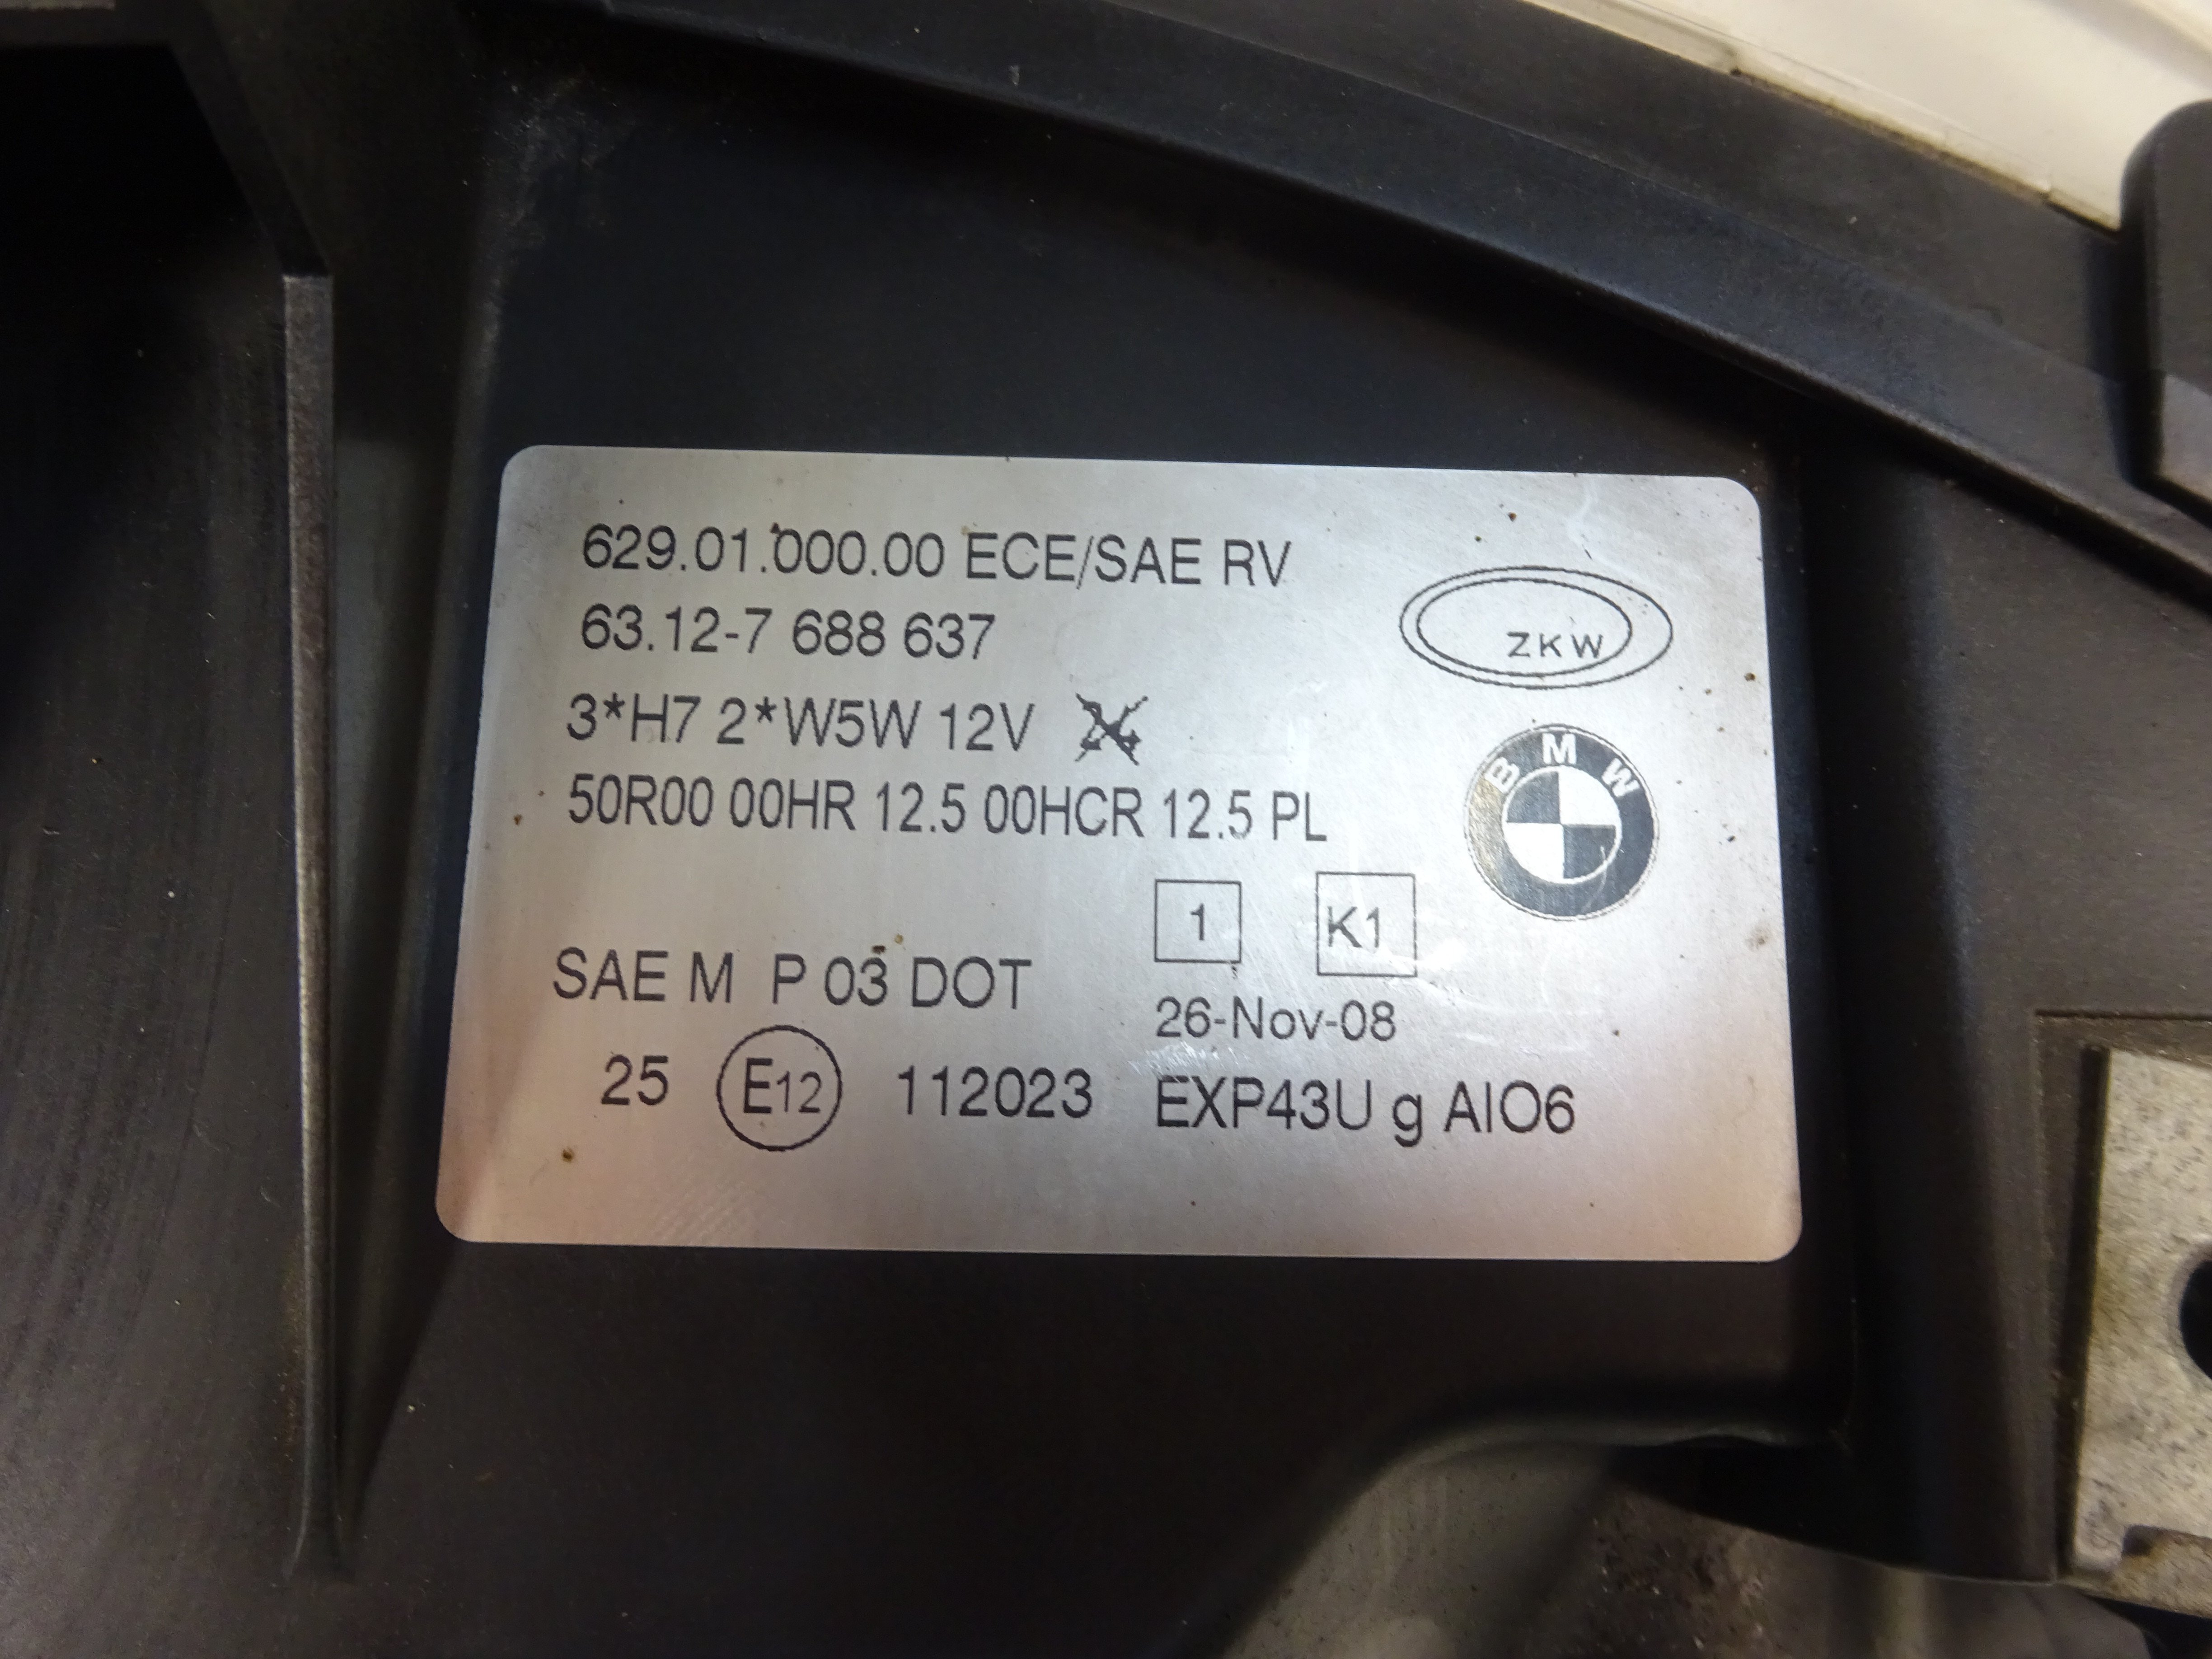 629.01.000.00 ECE/SAE RV
ZKW
63.12-7 688 637
3*H7 2*W5W 12V
BMW
50R00 00HR 12.5 00HCR 12.5 PL
1 K1
SAE M P 03 DOT
26-Nov-08
25 E12 112023 EXP43U g AIO6